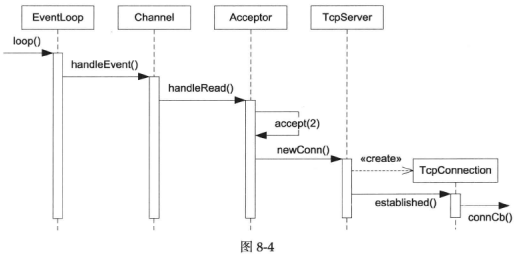 EventLoop
Channel
Acceptor
TcpServer
loop()
handleEvent()
handleRead()
accept(2)
newConn()
«create»
TcpConnection
established()
connCb()
图 8-4